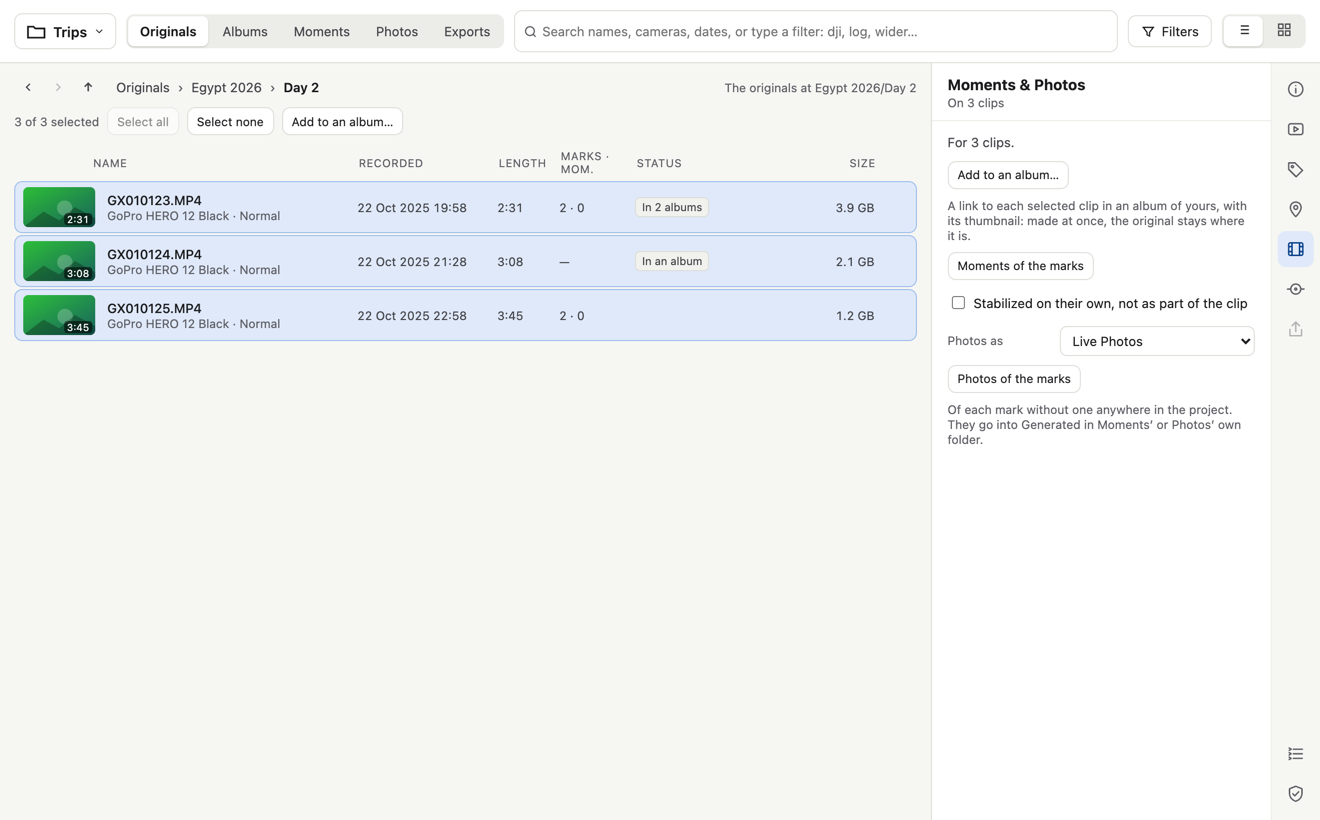 Trips
Originals
Albums
Moments
Photos
Exports
Search names, cameras, dates, or type a filter: dji, log, wider...
Filters
Originals › Egypt 2026 › Day 2
The originals at Egypt 2026/Day 2
3 of 3 selected
Select all
Select none
Add to an album...
NAME
RECORDED
LENGTH
MARKS ·
MOM.
STATUS
SIZE
2:31
GX010123.MP4
GoPro HERO 12 Black · Normal
22 Oct 2025 19:58
2:31
2 · 0
In 2 albums
3.9 GB
3:08
GX010124.MP4
GoPro HERO 12 Black · Normal
22 Oct 2025 21:28
3:08
—
In an album
2.1 GB
3:45
GX010125.MP4
GoPro HERO 12 Black · Normal
22 Oct 2025 22:58
3:45
2 · 0
1.2 GB
Moments & Photos
On 3 clips
For 3 clips.
Add to an album...
A link to each selected clip in an album of yours, with
its thumbnail: made at once, the original stays where
it is.
Moments of the marks
Stabilized on their own, not as part of the clip
Photos as
Live Photos
Photos of the marks
Of each mark without one anywhere in the project.
They go into Generated in Moments’ or Photos’ own
folder.